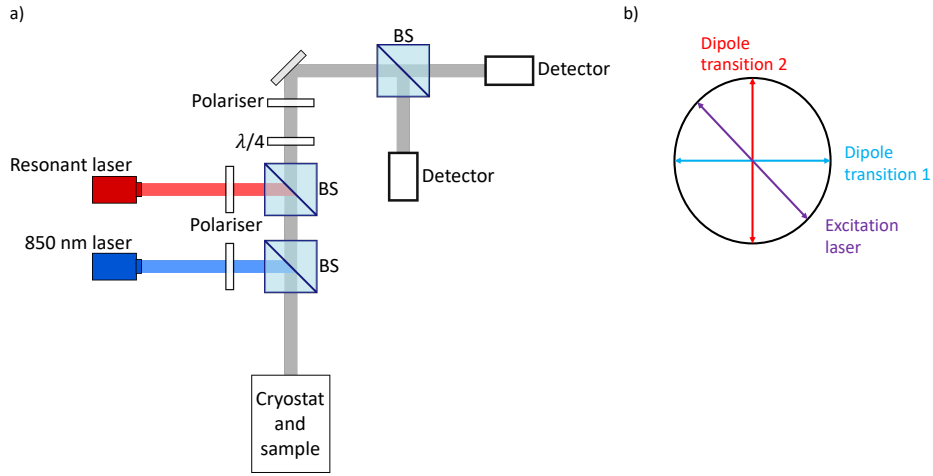 a)
BS
Detector
Polariser
λ/4
Resonant laser
BS
Detector
Polariser
850 nm laser
BS
Cryostat
and
sample
b)
Dipole
transition 2
Dipole
transition 1
Excitation
laser